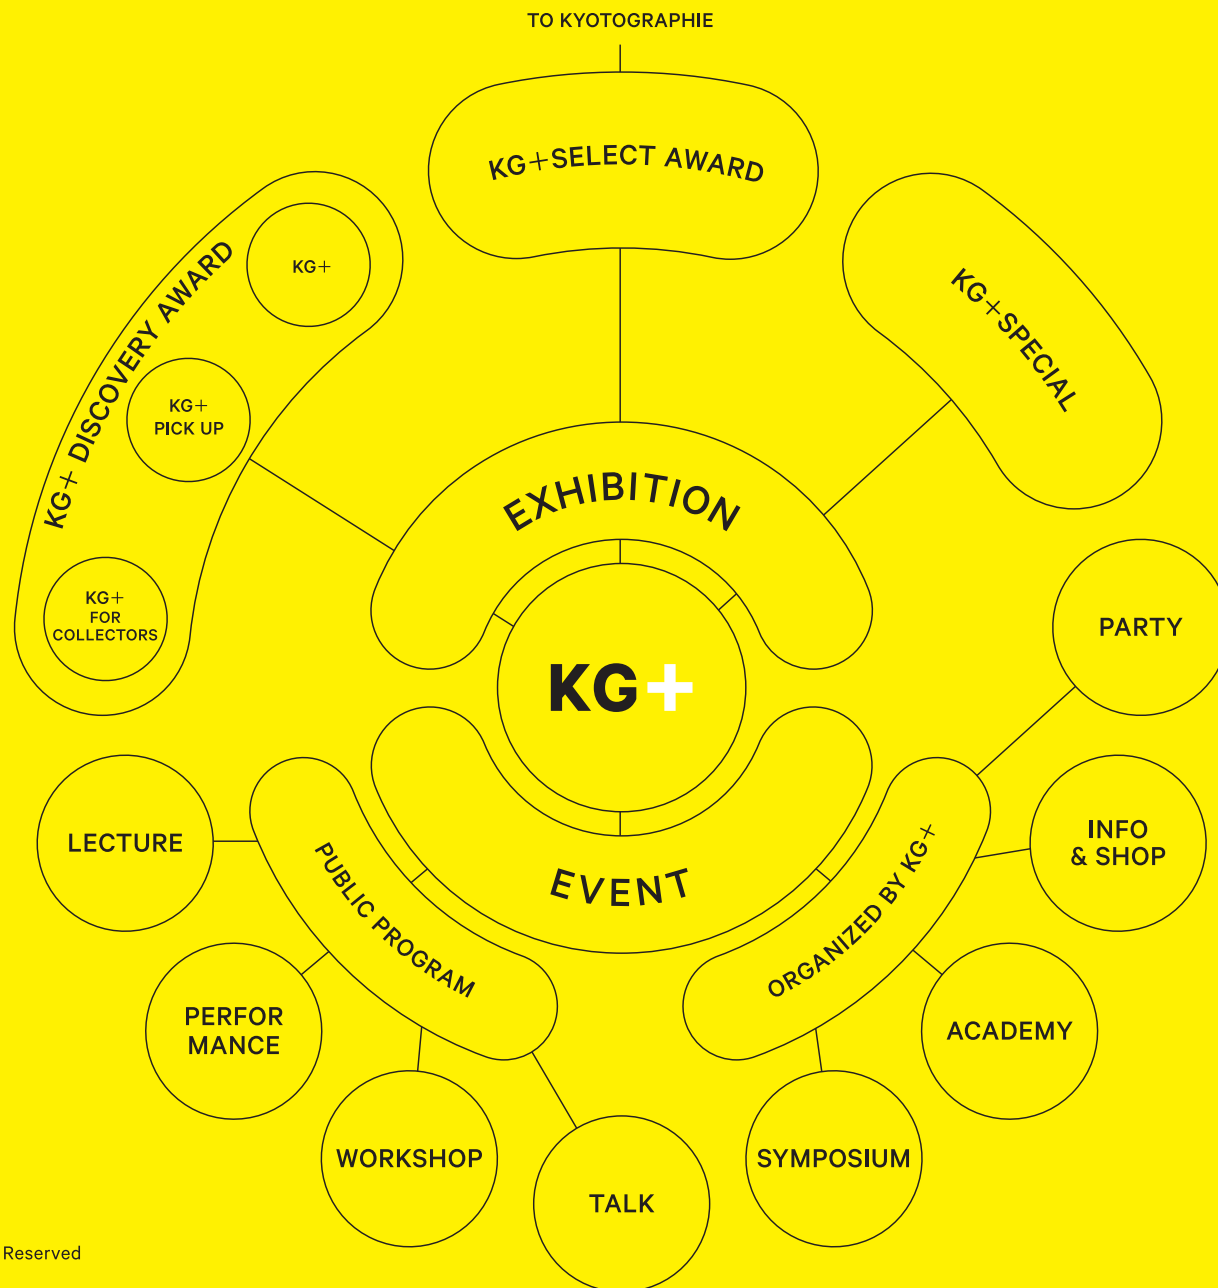 TO KYOTOGRAPHIE
KG+SELECT AWARD
KG+ DISCOVERY AWARD
KG+
KG+
PICK UP
KG+
FOR
COLLECTORS
KG+SPECIAL
EXHIBITION
KG+
EVENT
PUBLIC PROGRAM
ORGANIZED BY KG+
PARTY
INFO
& SHOP
LECTURE
PERFOR
MANCE
ACADEMY
WORKSHOP
SYMPOSIUM
TALK
Reserved